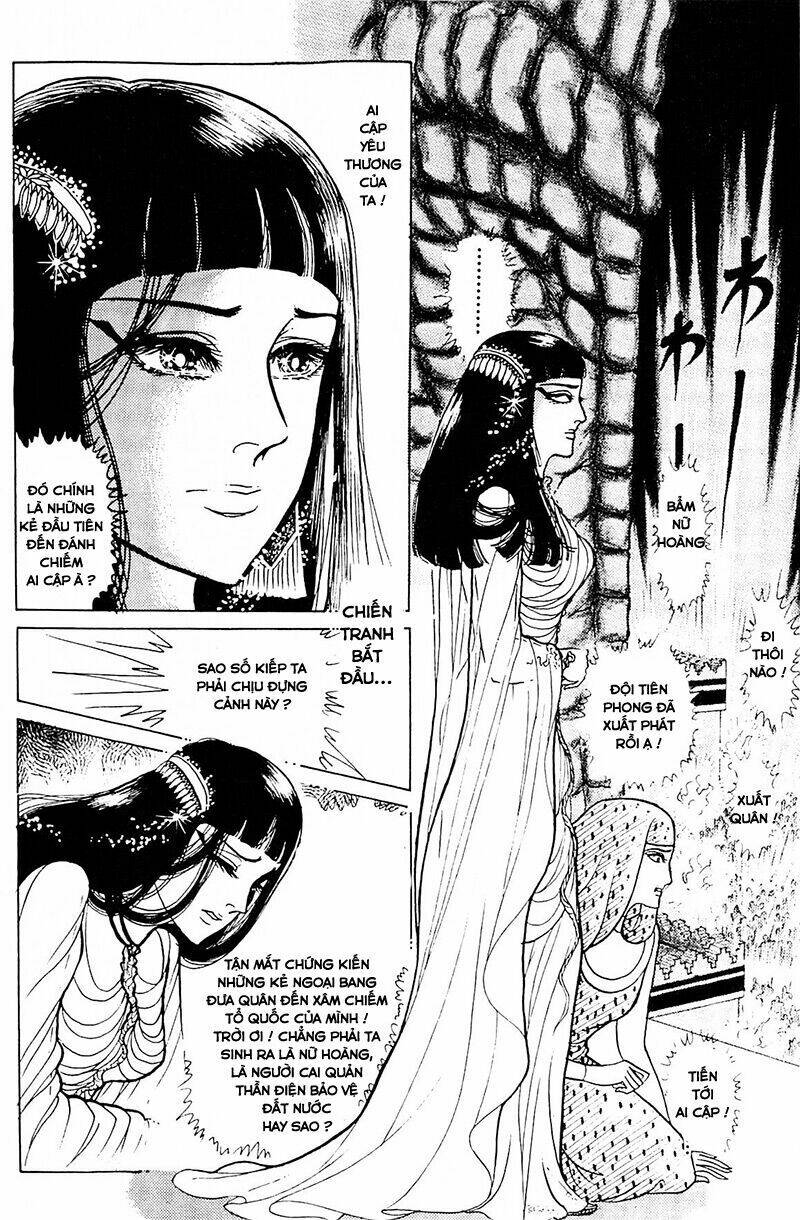 AI
CẬP
YÊU
THƯƠNG
CỦA
TA !
ĐÓ CHÍNH
LÀ NHỮNG
KẺ ĐẦU TIÊN
ĐẾN ĐÁNH
CHIẾM
AI CẬP À ?
.........
わー
わー
BẨM
NỮ
HOÀNG
ĐI
THÔI
NÀO !
ĐỘI TIÊN
PHONG ĐÃ
XUẤT PHÁT
RỒI Ạ !
XUẤT
QUÂN !
CHIẾN
TRANH
BẮT
ĐẦU...
SAO SỐ KIẾP TA
PHẢI CHỊU ĐỰNG
CẢNH NÀY ?
TẬN MẮT CHỨNG KIẾN
NHỮNG KẺ NGOẠI BANG
ĐƯA QUÂN ĐẾN XÂM CHIẾM
TỔ QUỐC CỦA MÌNH !
TRỜI ƠI ! CHẲNG PHẢI TA
SINH RA LÀ NỮ HOÀNG,
LÀ NGƯỜI CAI QUẢN
THẦN ĐIỆN BẢO VỆ
ĐẤT NƯỚC
HAY SAO ?
TIẾN
TỚI
AI CẬP !